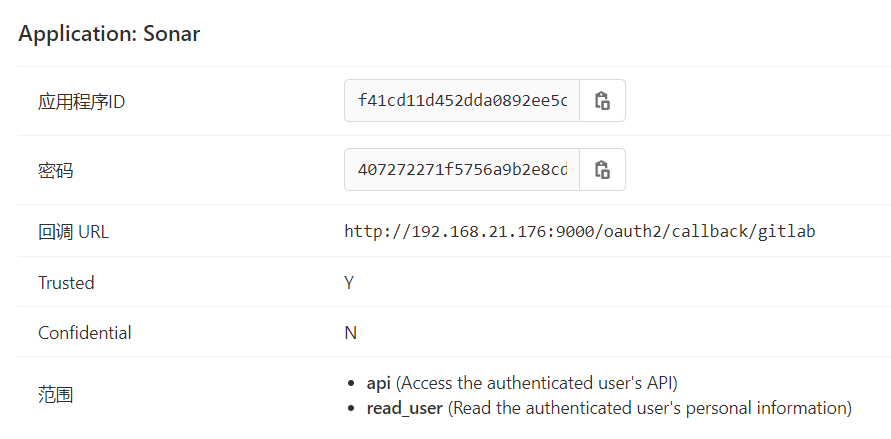 Application: Sonar
应用程序ID f41cd11d452dda0892ee5c
密码 407272271f5756a9b2e8cd
回调 URL http://192.168.21.176:9000/oauth2/callback/gitlab
Trusted Y
Confidential N
范围
• api (Access the authenticated user's API)
• read_user (Read the authenticated user's personal information)